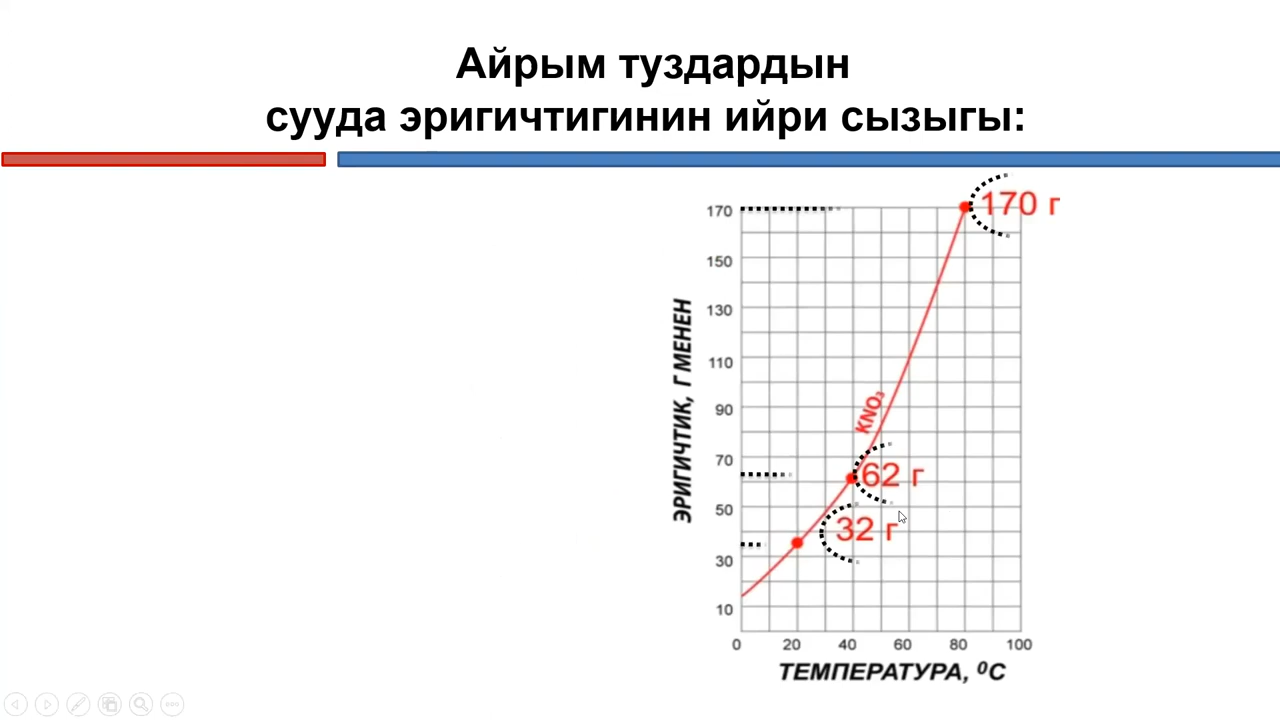 Айрым туздардын
сууда эригичтигинин ийри сызыгы:
170 г
170
150
130
110
90
70
50
30
10
ЭРИГИЧТИК, Г МЕНЕН
KNO₃
62 г
32 г
0 20 40 60 80 100
ТЕМПЕРАТУРА, ⁰С